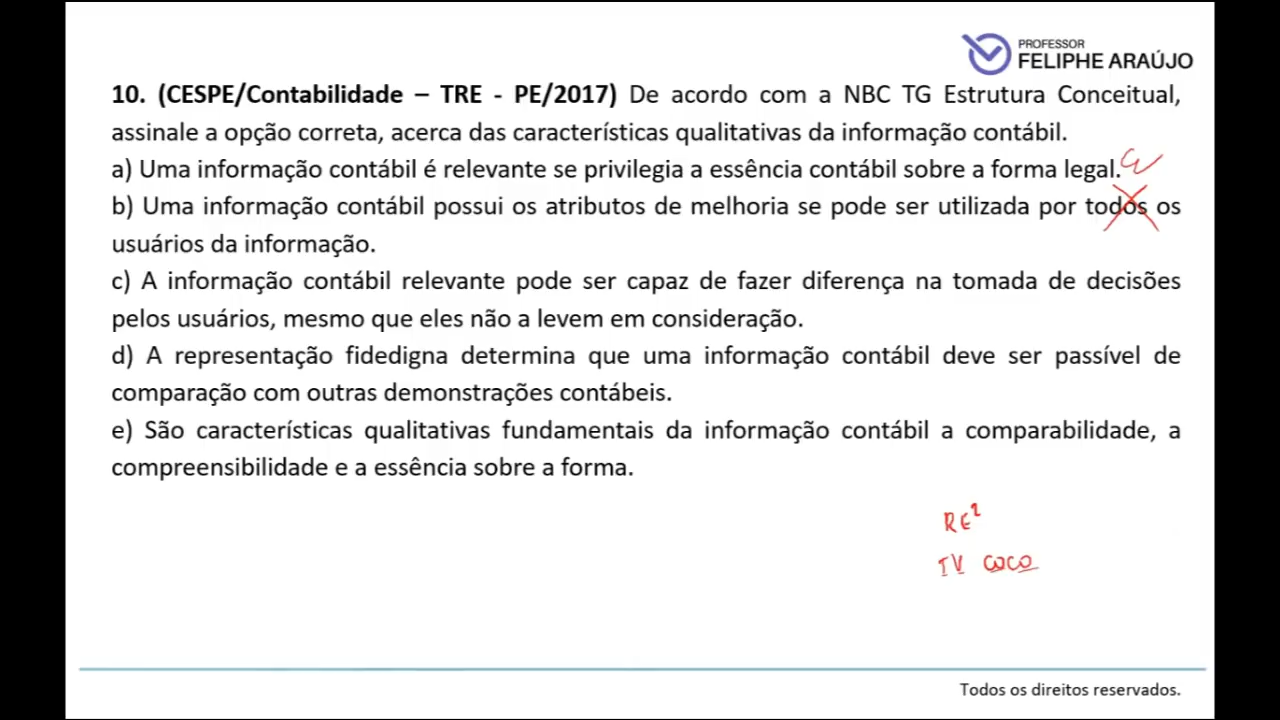 PROFESSOR
FELIPHE ARAÚJO
10. (CESPE/Contabilidade – TRE - PE/2017) De acordo com a NBC TG Estrutura Conceitual,
assinale a opção correta, acerca das características qualitativas da informação contábil.
a) Uma informação contábil é relevante se privilegia a essência contábil sobre a forma legal.
b) Uma informação contábil possui os atributos de melhoria se pode ser utilizada por todos os
usuários da informação.
c) A informação contábil relevante pode ser capaz de fazer diferença na tomada de decisões
pelos usuários, mesmo que eles não a levem em consideração.
d) A representação fidedigna determina que uma informação contábil deve ser passível de
comparação com outras demonstrações contábeis.
e) São características qualitativas fundamentais da informação contábil a comparabilidade, a
compreensibilidade e a essência sobre a forma.
RE²
TV COCO
Todos os direitos reservados.